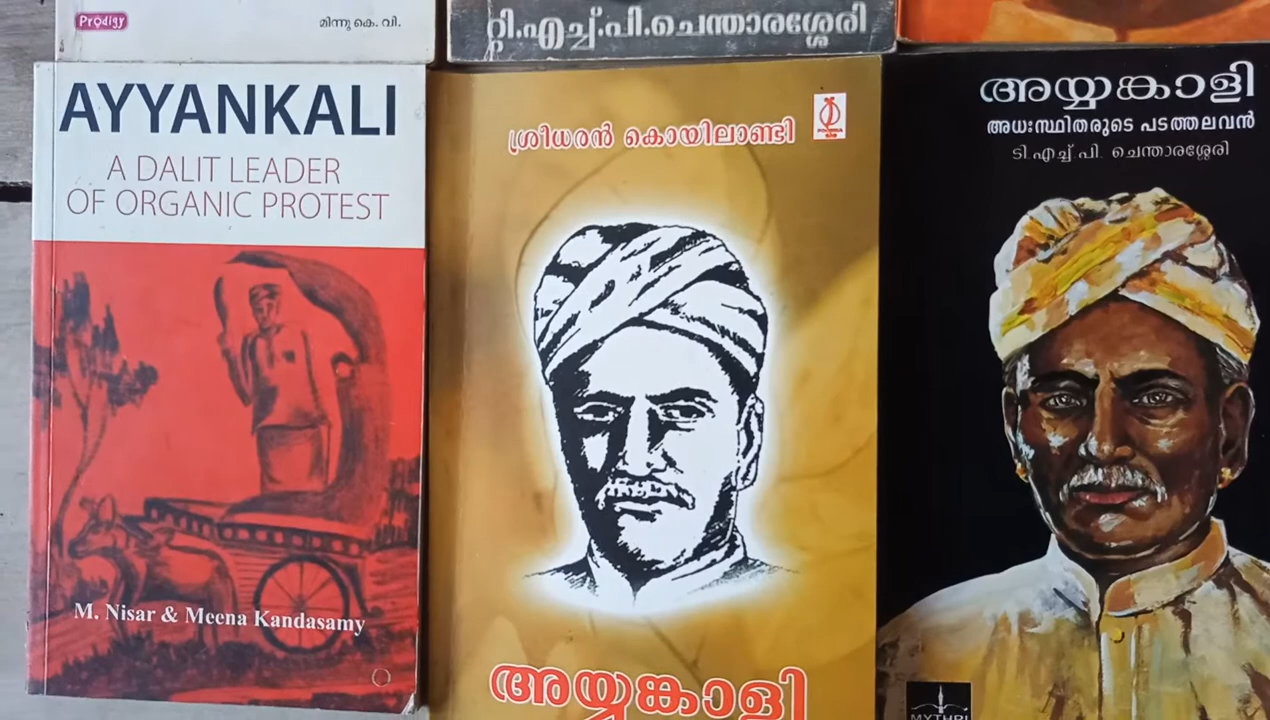 Prodigy
മിന്നു കെ. വി.
റ്റി.എച്ച്.പി.ചെന്താരശ്ശേരി
AYYANKALI
A DALIT LEADER
OF ORGANIC PROTEST
M. Nisar & Meena Kandasamy
ശ്രീധരൻ കൊയിലാണ്ടി
POORNA
അയ്യങ്കാളി
അയ്യങ്കാളി
അധഃസ്ഥിതരുടെ പടത്തലവൻ
ടി.എച്ച്.പി. ചെന്താരശ്ശേരി
MYTHRI